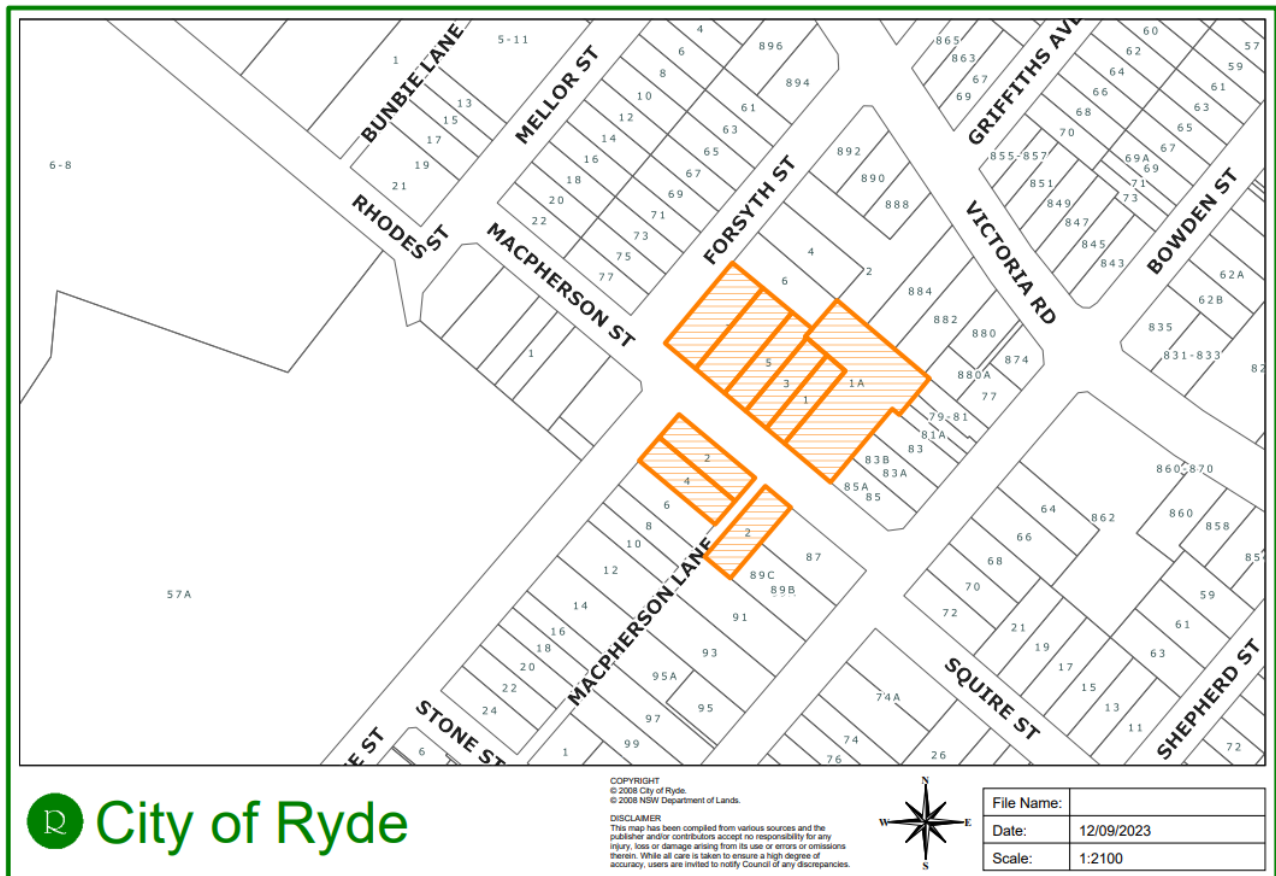 4
865
5-11
896
60
57
6
863
62
59
1
8
894
67
64
61
10
69
66
63
13
61
12
68
65
15
63
14
70
67
17
65
16
892
855-857
69A
69
19
67
18
890
851
71
6-8
21
69
20
888
849
73
22
71
847
73
4
845
62A
75
6
2
843
62B
77
884
835
882
880
831-833
1
874
5
880A
3
1A
77
1
79-81
81A
83
83B
860-870
2
83A
4
85A
85
64
862
860
858
6
2
66
8
87
10
68
12
89C
70
59
57A
14
89B
72
61
16
91
21
18
93
19
63
20
17
22
95A
74A
15
24
95
13
97
74
11
6
1
99
76
26
72
BUNBIE LANE
MELLOR ST
GRIFFITHS AVE
FORSYTH ST
BOWDEN ST
RHODES ST
MACPHERSON ST
VICTORIA RD
MACPHERSON LANE
STONE ST
SQUIRE ST
SHEPHERD ST
E ST
R
City of Ryde
COPYRIGHT
© 2008 City of Ryde.
© 2008 NSW Department of Lands.
DISCLAIMER
This map has been compiled from various sources and the
publisher and/or contributors accept no responsibility for any
injury, loss or damage arising from its use or errors or omissions
therein. While all care is taken to ensure a high degree of
accuracy, users are invited to notify Council of any discrepancies.
N
W E
S
File Name:
Date: 12/09/2023
Scale: 1:2100